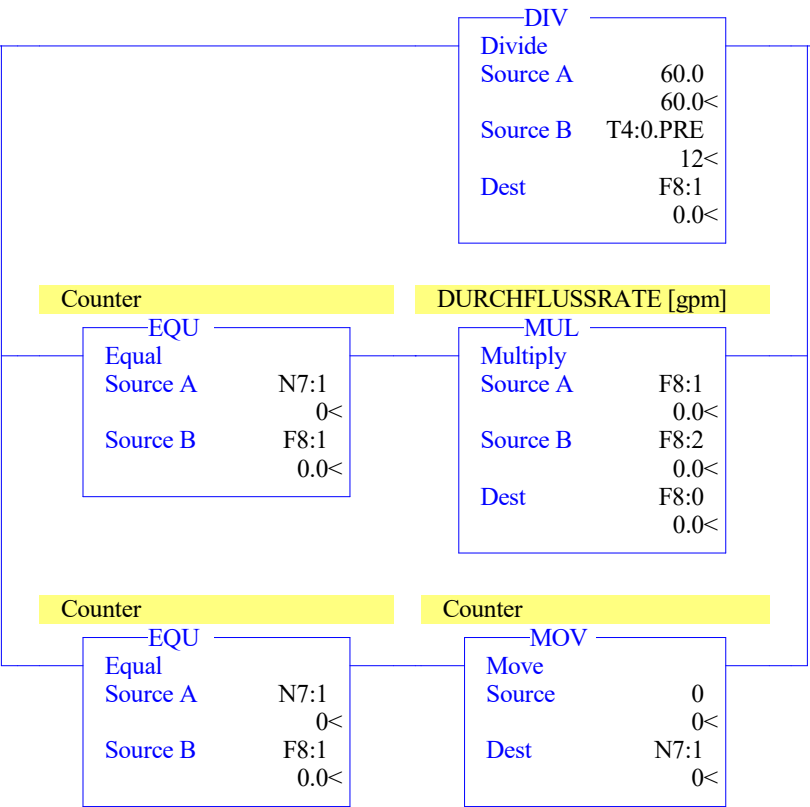 DIV
Divide
Source A 60.0
60.0<
Source B T4:0.PRE
12<
Dest F8:1
0.0<
Counter DURCHFLUSSRATE [gpm]
EQU MUL
Equal Multiply
Source A N7:1 Source A F8:1
0< 0.0<
Source B F8:1 Source B F8:2
0.0< 0.0<
Dest F8:0
0.0<
Counter Counter
EQU MOV
Equal Move
Source A N7:1 Source 0
0< 0<
Source B F8:1 Dest N7:1
0.0< 0<